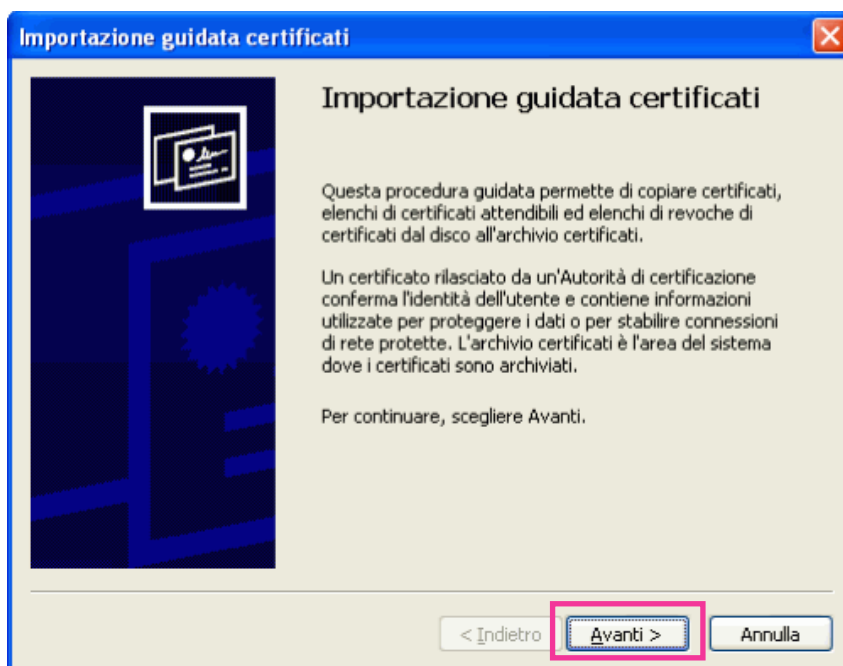 Importazione guidata certificati
Importazione guidata certificati
Questa procedura guidata permette di copiare certificati,
elenchi di certificati attendibili ed elenchi di revoche di
certificati dal disco all'archivio certificati.
Un certificato rilasciato da un'Autorità di certificazione
conferma l'identità dell'utente e contiene informazioni
utilizzate per proteggere i dati o per stabilire connessioni
di rete protette. L'archivio certificati è l'area del sistema
dove i certificati sono archiviati.
Per continuare, scegliere Avanti.
< Indietro Avanti > Annulla